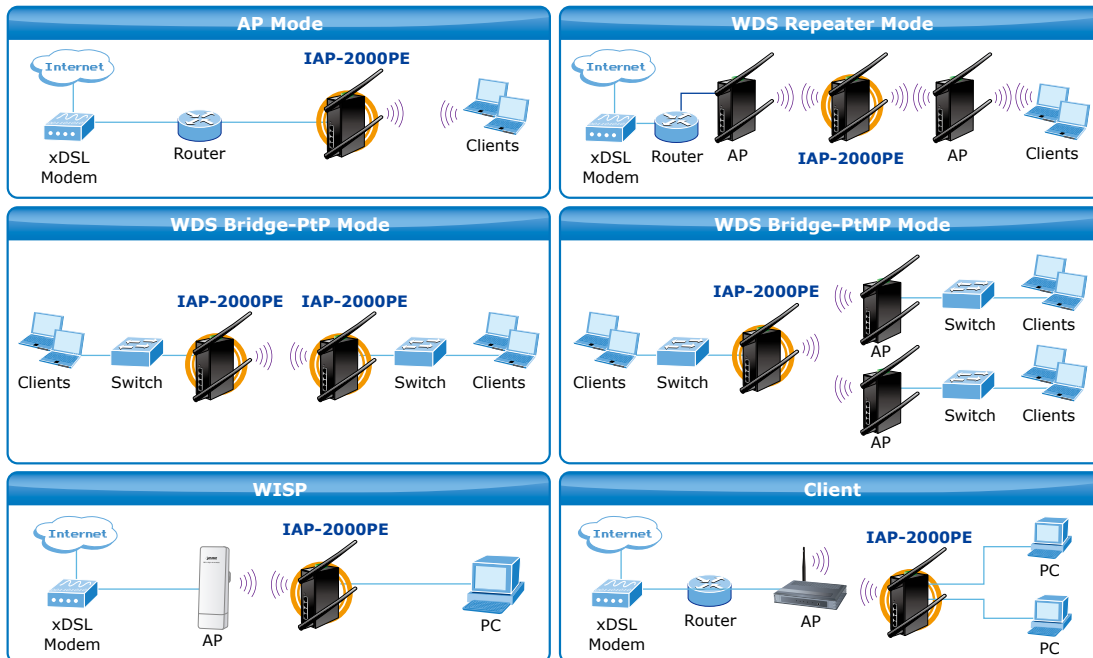 AP Mode
IAP-2000PE
Internet
xDSL
Modem
Router
Clients
WDS Repeater Mode
Internet
xDSL
Modem
Router
AP
IAP-2000PE
AP
Clients
WDS Bridge-PtP Mode
IAP-2000PE
IAP-2000PE
Clients
Switch
Switch
Clients
WDS Bridge-PtMP Mode
IAP-2000PE
Clients
Switch
AP
Switch
Clients
AP
Switch
Clients
WISP
IAP-2000PE
Internet
xDSL
Modem
AP
PC
Client
IAP-2000PE
Internet
xDSL
Modem
Router
AP
PC
PC